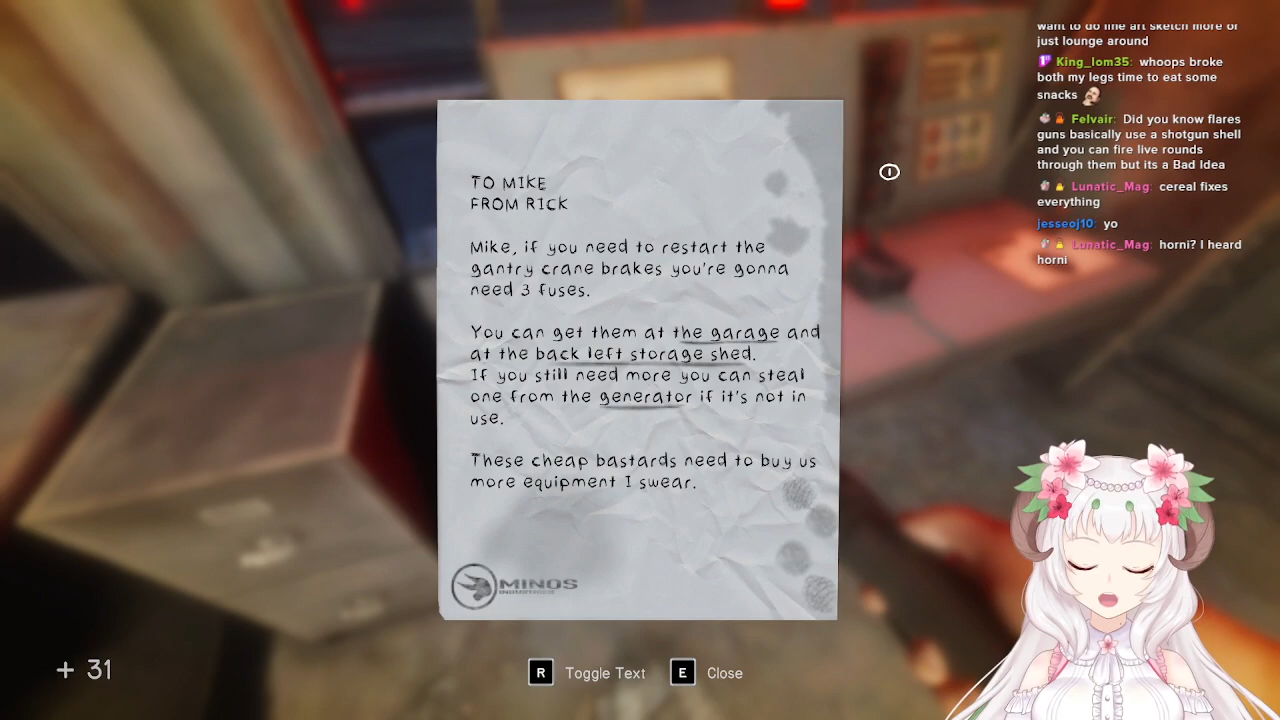 want to do fine art sketch more or
just lounge around
King_lom35: whoops broke
both my legs time to eat some
snacks
Felvair: Did you know flares
guns basically use a shotgun shell
and you can fire live rounds
through them but its a Bad Idea
Lunatic_Mag: cereal fixes
everything
jesseoj10: yo
Lunatic_Mag: horni? I heard
horni
TO MIKE
FROM RICK
Mike, if you need to restart the
gantry crane brakes you're gonna
need 3 fuses.
You can get them at the garage and
at the back left storage shed.
If you still need more you can steal
one from the generator if it's not in
use.
These cheap bastards need to buy us
more equipment I swear.
MINOS
+ 31
R Toggle Text E Close